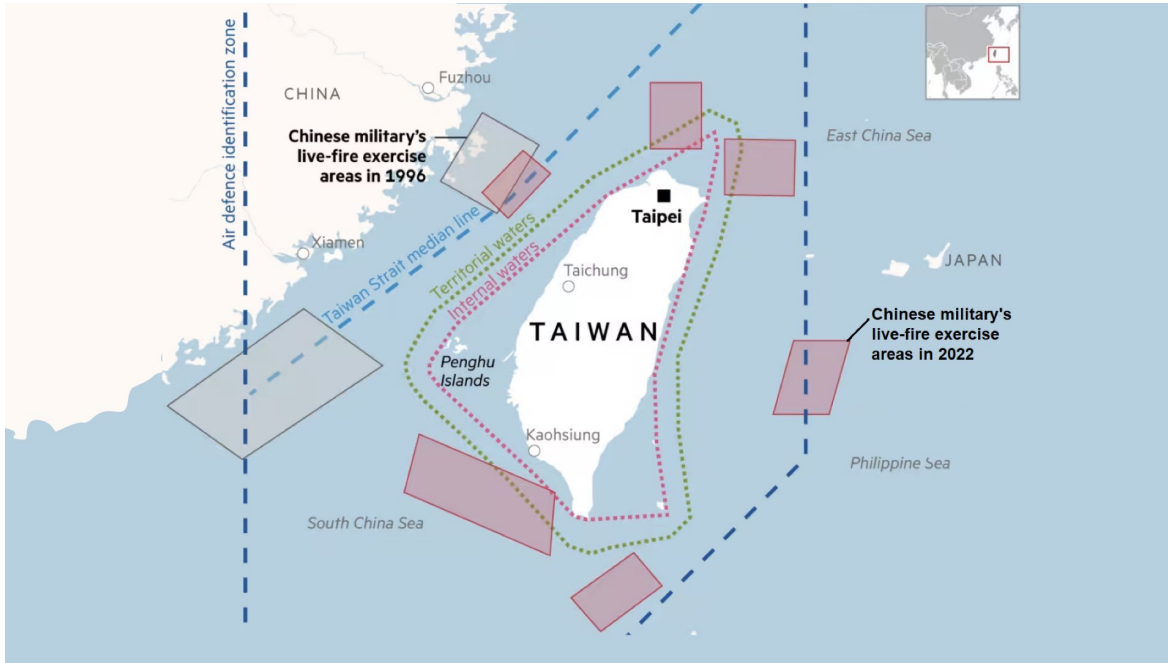 Air defence identification zone
CHINA
Fuzhou
Chinese military's
live-fire exercise
areas in 1996
East China Sea
Taipei
Xiamen
Taiwan Strait median line
Territorial waters
Internal waters
Taichung
JAPAN
Chinese military's
live-fire exercise
areas in 2022
TAIWAN
Penghu
Islands
Kaohsiung
Philippine Sea
South China Sea